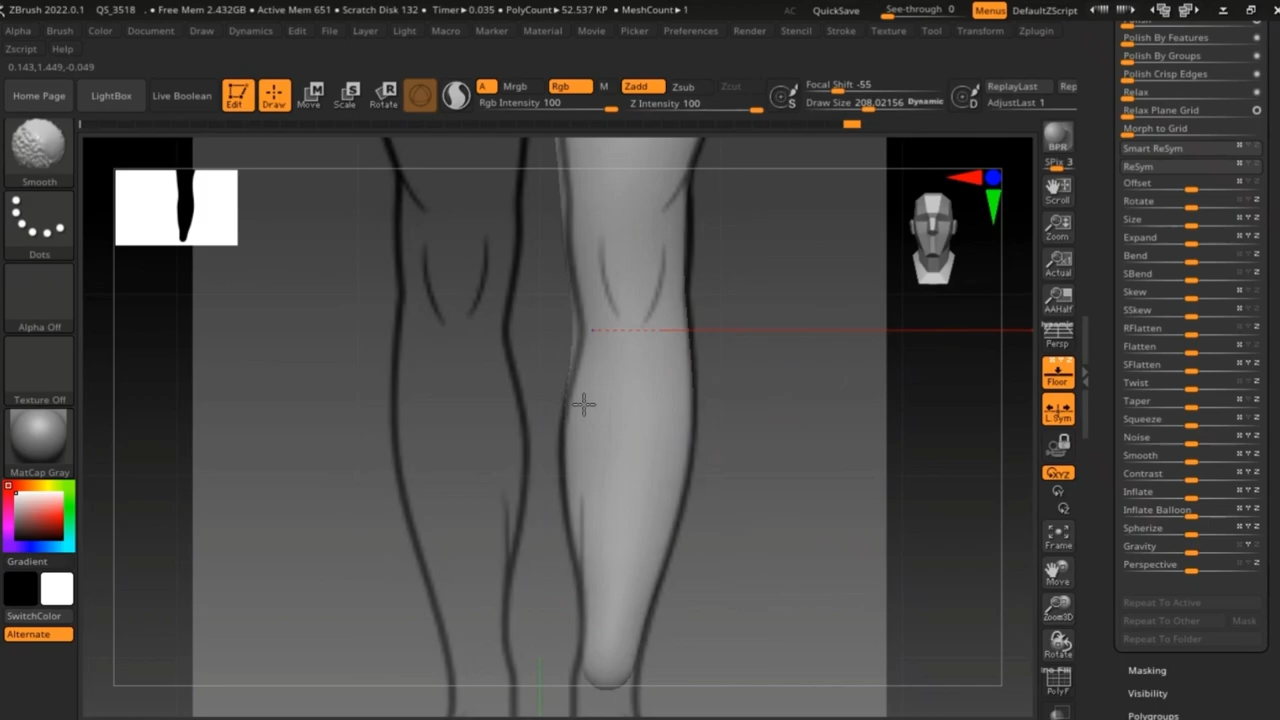 ZBrush 2022.0.1 QS_3518 • Free Mem 2.432GB • Active Mem 651 • Scratch Disk 132 • Timer▸0.035 • PolyCount▸52.537 KP • MeshCount▸1 AC QuickSave See-through 0 Menus DefaultZScript
Alpha Brush Color Document Draw Dynamics Edit File Layer Light Macro Marker Material Movie Picker Preferences Render Stencil Stroke Texture Tool Transform Zplugin
Zscript Help
0.143,1.449,-0.049
Home Page LightBox Live Boolean Edit Draw Move Scale Rotate A Mrgb Rgb M Zadd Zsub Zcut Focal Shift -55 ReplayLast Rep
Rgb Intensity 100 Z Intensity 100 Draw Size 208.02156 Dynamic AdjustLast 1
S
D
Smooth
Dots
Alpha Off
Texture Off
MatCap Gray
Gradient
SwitchColor
Alternate
BPR
SPix 3
Scroll
Zoom
Actual
AAHalf
Dynamic
Persp
Floor
L.Sym
XYZ
Y
Z
Frame
Move
Zoom3D
Rotate
PolyF
Polish By Features
Polish By Groups
Polish Crisp Edges
Relax
Relax Plane Grid
Morph to Grid
Smart ReSym
ReSym
Offset
Rotate
Size
Expand
Bend
SBend
Skew
SSkew
RFlatten
Flatten
SFlatten
Twist
Taper
Squeeze
Noise
Smooth
Contrast
Inflate
Inflate Balloon
Spherize
Gravity
Perspective
Repeat To Active
Repeat To Other Mask
Repeat To Folder
Masking
Visibility
Polygroups